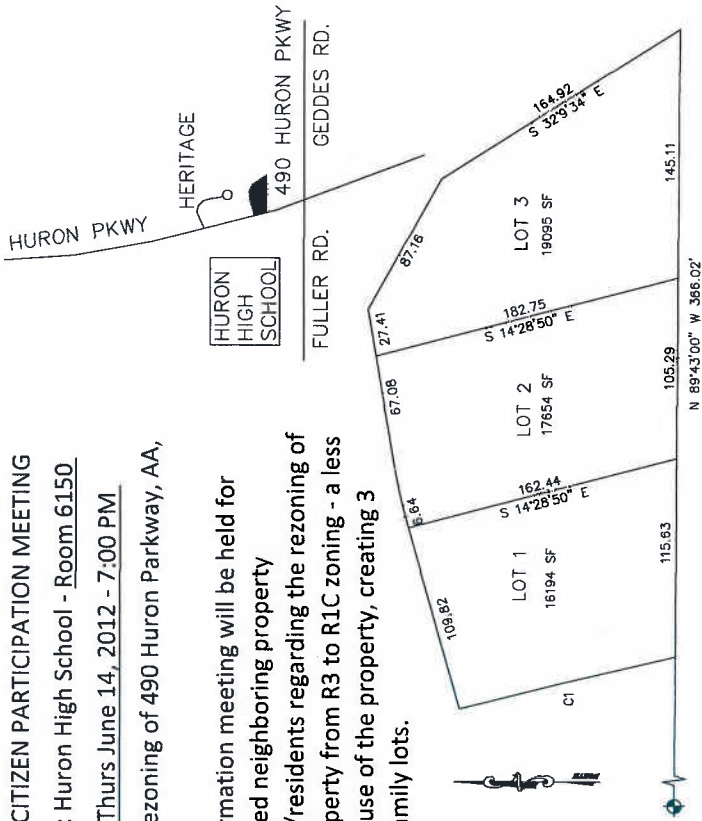 CITIZEN PARTICIPATION MEETING
: Huron High School - Room 6150
Thurs June 14, 2012 - 7:00 PM
ezoning of 490 Huron Parkway, AA,
rmation meeting will be held for
ed neighboring property
/residents regarding the rezoning of
perty from R3 to R1C zoning - a less
use of the property, creating 3
amily lots.
HURON PKWY
HERITAGE
490 HURON PKWY
HURON
HIGH
SCHOOL
FULLER RD.
GEDDES RD.
109.82
6.64
67.08
27.41
87.16
164.92
S 32°9'34" E
C1
LOT 1
16194 SF
162.44
S 14°28'50" E
LOT 2
17654 SF
182.75
S 14°28'50" E
LOT 3
19095 SF
115.63
105.29
145.11
N 89°43'00" W 366.02'